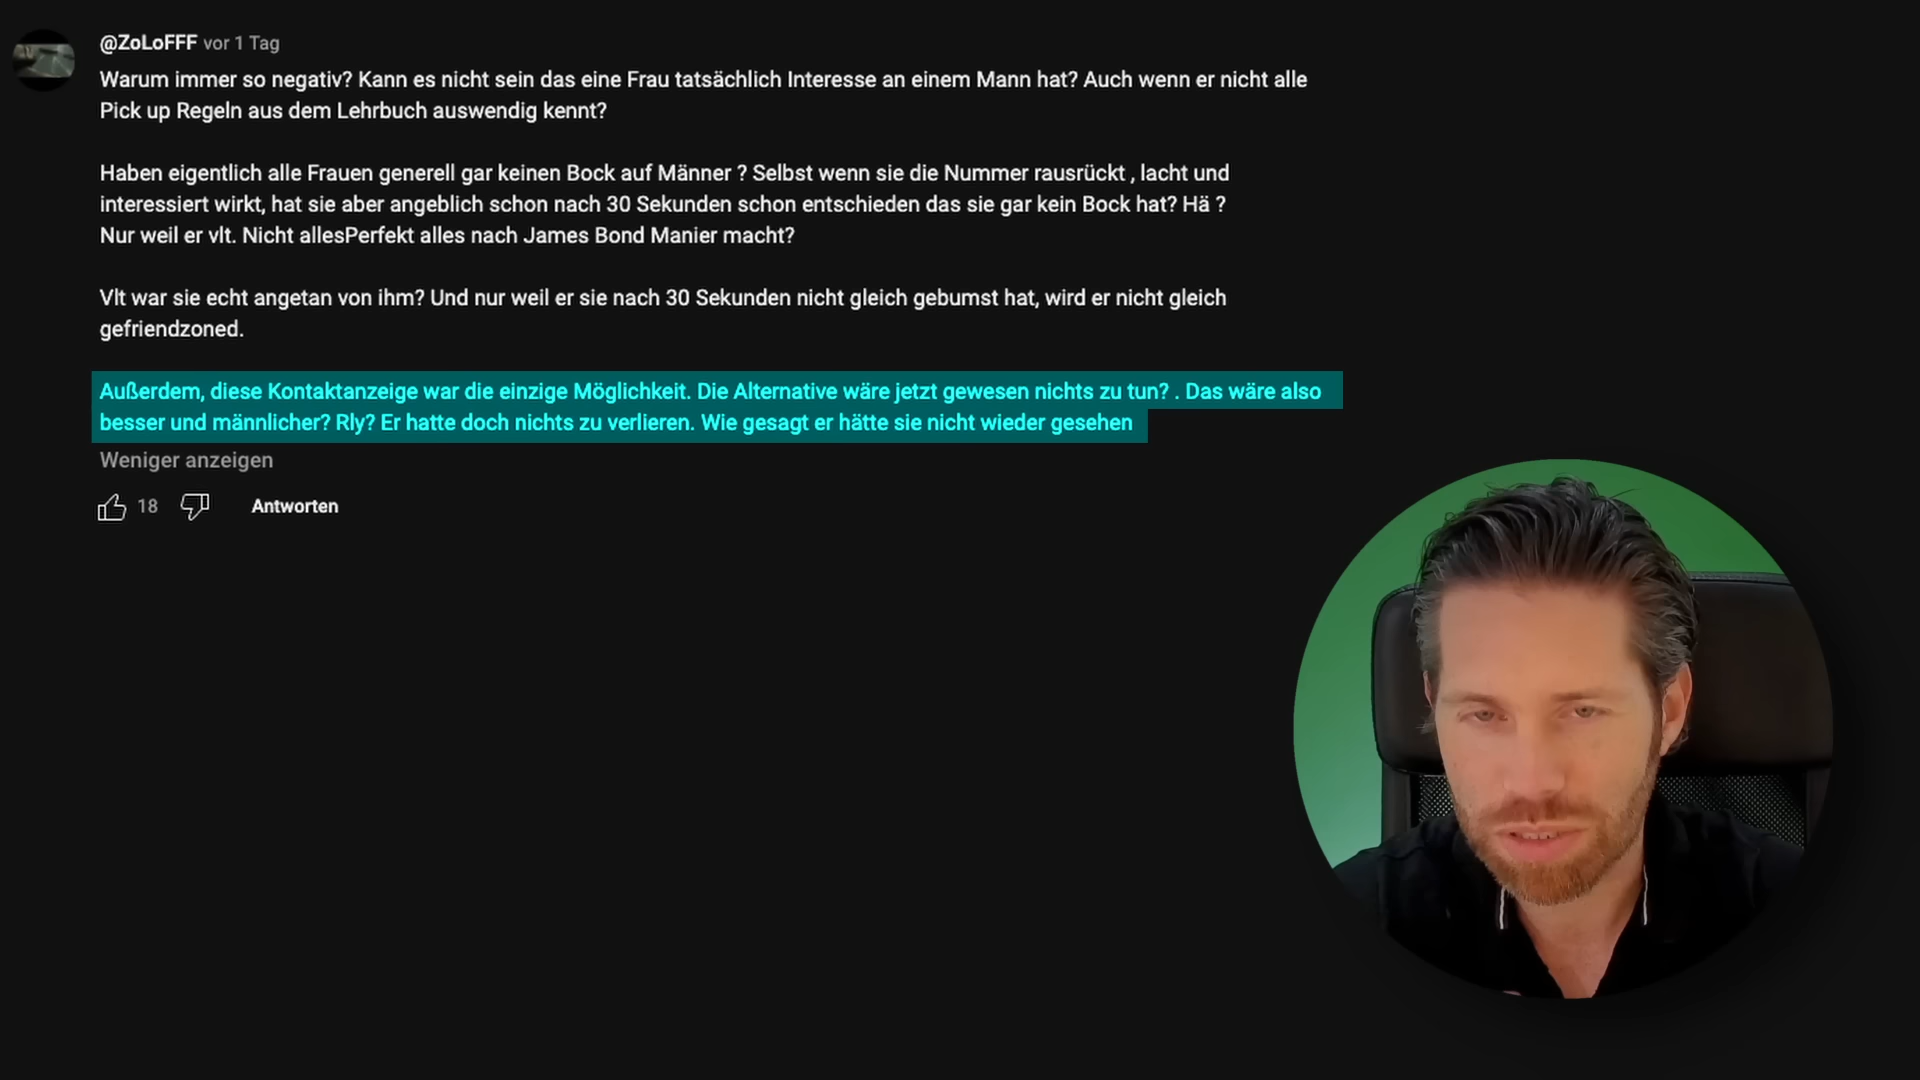 @ZoLoFFF vor 1 Tag
Warum immer so negativ? Kann es nicht sein das eine Frau tatsächlich Interesse an einem Mann hat? Auch wenn er nicht alle
Pick up Regeln aus dem Lehrbuch auswendig kennt?
Haben eigentlich alle Frauen generell gar keinen Bock auf Männer ? Selbst wenn sie die Nummer rausrückt , lacht und
interessiert wirkt, hat sie aber angeblich schon nach 30 Sekunden schon entschieden das sie gar kein Bock hat? Hä ?
Nur weil er vlt. Nicht allesPerfekt alles nach James Bond Manier macht?
Vlt war sie echt angetan von ihm? Und nur weil er sie nach 30 Sekunden nicht gleich gebumst hat, wird er nicht gleich
gefriendzoned.
Außerdem, diese Kontaktanzeige war die einzige Möglichkeit. Die Alternative wäre jetzt gewesen nichts zu tun? . Das wäre also
besser und männlicher? Rly? Er hatte doch nichts zu verlieren. Wie gesagt er hätte sie nicht wieder gesehen
Weniger anzeigen
18 Antworten